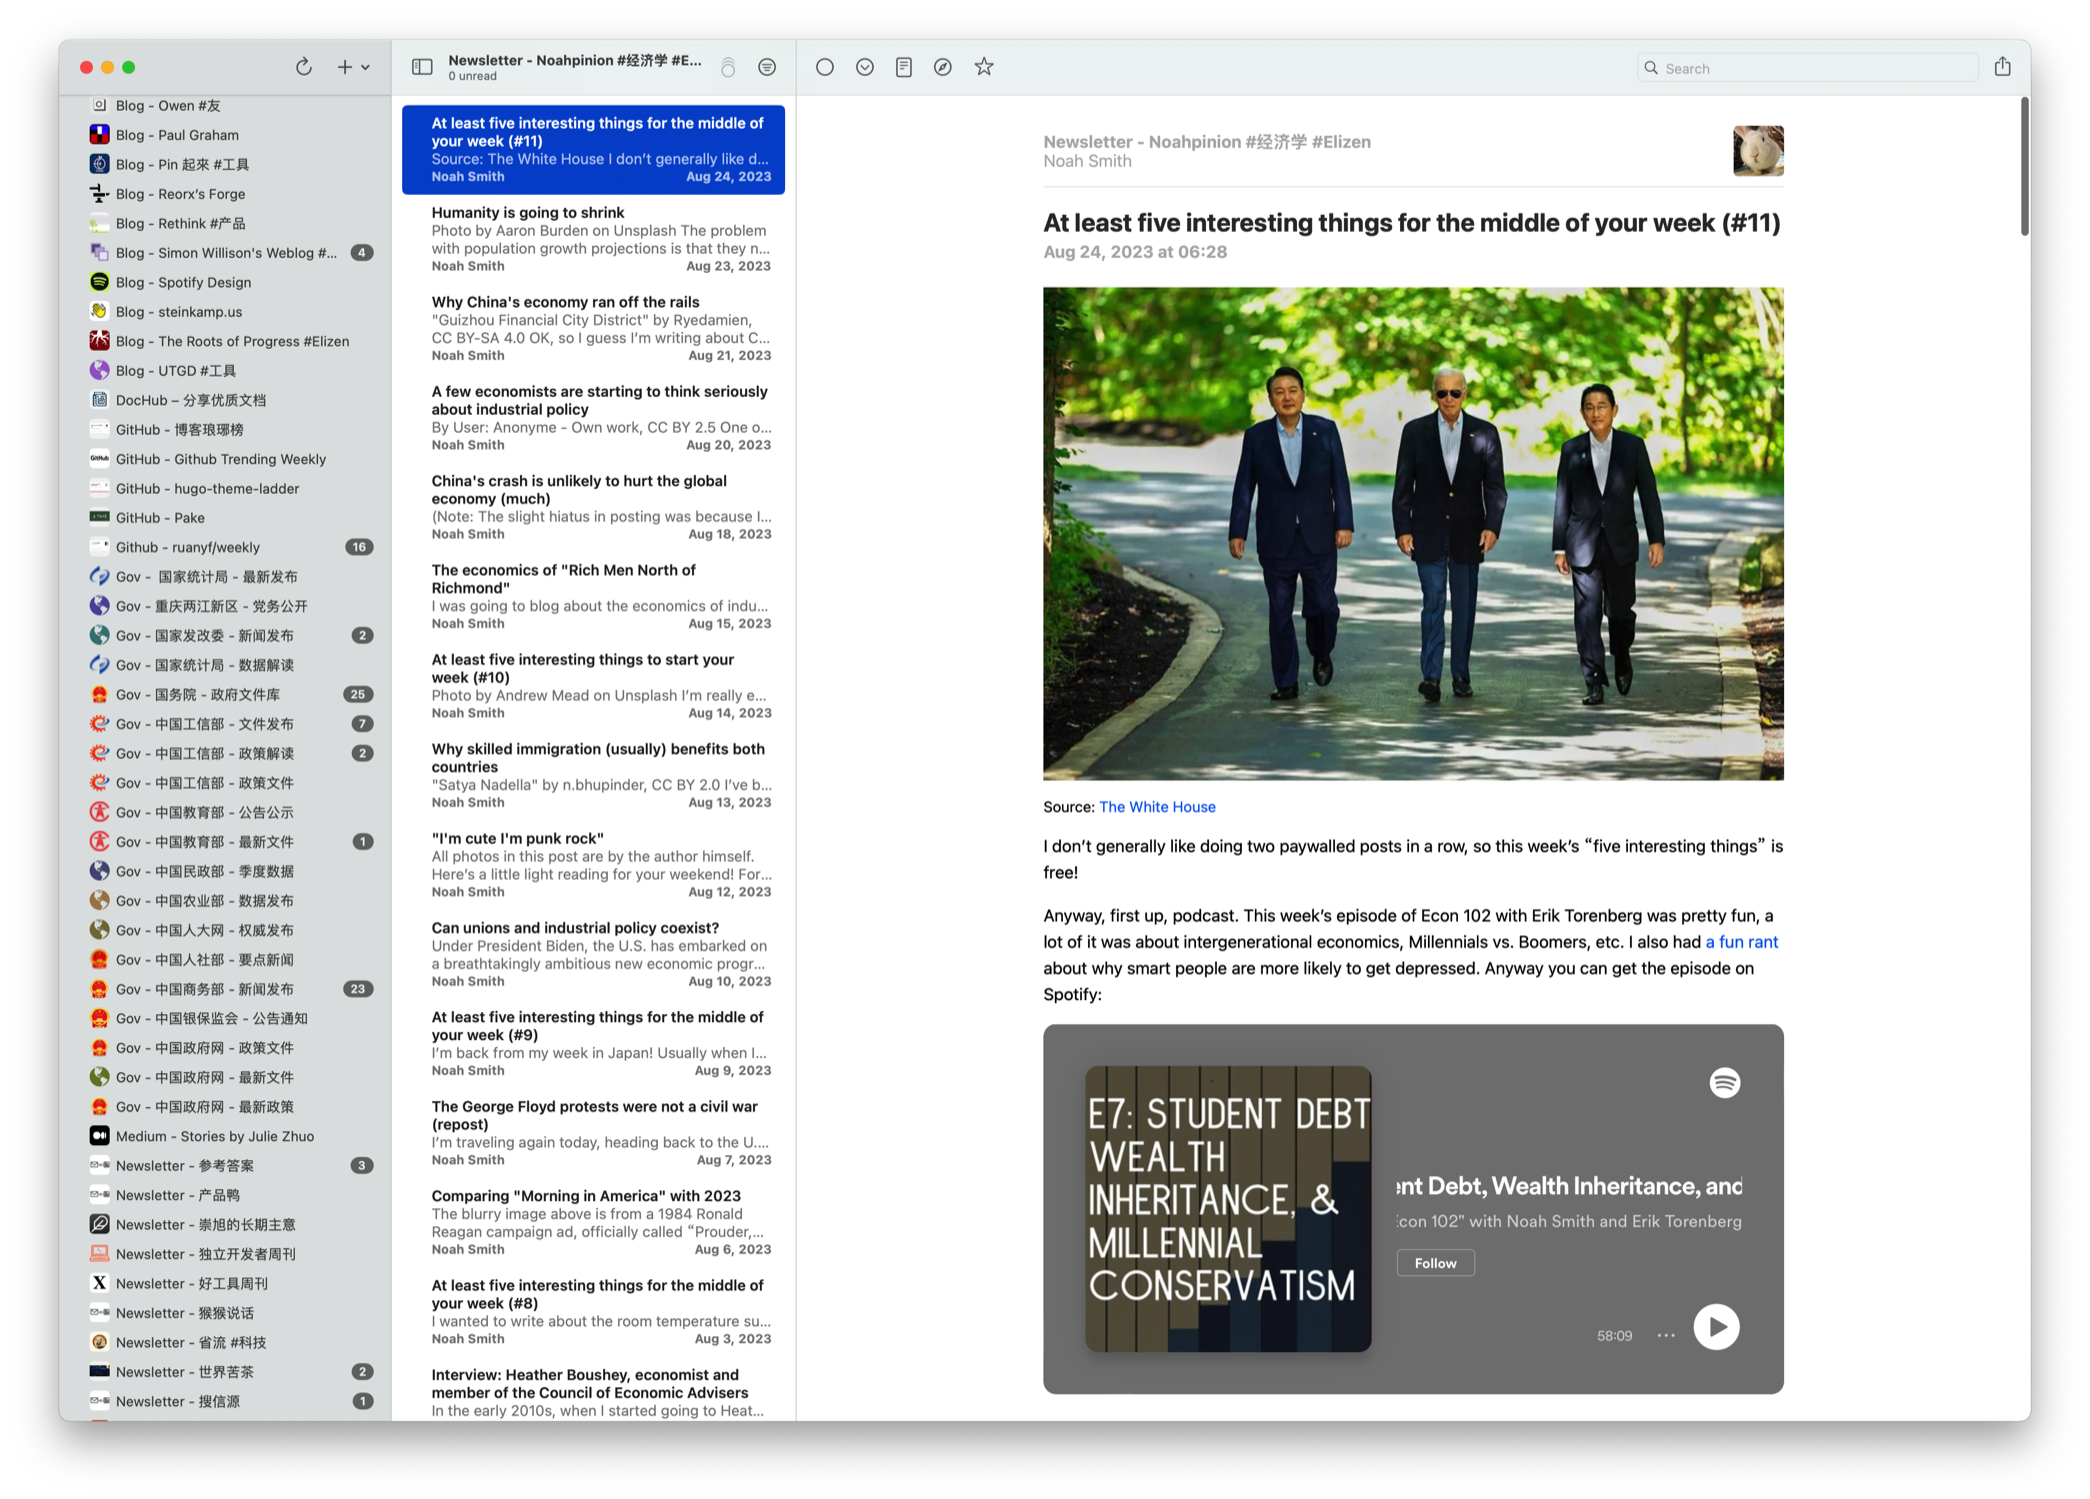 Newsletter - Noahpinion #经济学 #E...
0 unread
Search
Blog - Owen #友
Blog - Paul Graham
Blog - Pin 起來 #工具
Blog - Reorx's Forge
Blog - Rethink #产品
Blog - Simon Willison's Weblog #... 4
Blog - Spotify Design
Blog - steinkamp.us
Blog - The Roots of Progress #Elizen
Blog - UTGD #工具
DocHub – 分享优质文档
GitHub - 博客琅琊榜
GitHub - Github Trending Weekly
GitHub - hugo-theme-ladder
GitHub - Pake
Github - ruanyf/weekly 16
Gov - 国家统计局 - 最新发布
Gov - 重庆两江新区 - 党务公开
Gov - 国家发改委 - 新闻发布 2
Gov - 国家统计局 - 数据解读
Gov - 国务院 - 政府文件库 25
Gov - 中国工信部 - 文件发布 7
Gov - 中国工信部 - 政策解读 2
Gov - 中国工信部 - 政策文件
Gov - 中国教育部 - 公告公示
Gov - 中国教育部 - 最新文件 1
Gov - 中国民政部 - 季度数据
Gov - 中国农业部 - 数据发布
Gov - 中国人大网 - 权威发布
Gov - 中国人社部 - 要点新闻
Gov - 中国商务部 - 新闻发布 23
Gov - 中国银保监会 - 公告通知
Gov - 中国政府网 - 政策文件
Gov - 中国政府网 - 最新文件
Gov - 中国政府网 - 最新政策
Medium - Stories by Julie Zhuo
Newsletter - 参考答案 3
Newsletter - 产品鸭
Newsletter - 崇旭的长期主意
Newsletter - 独立开发者周刊
Newsletter - 好工具周刊
Newsletter - 猴猴说话
Newsletter - 省流 #科技
Newsletter - 世界苦茶 2
Newsletter - 搜信源 1
At least five interesting things for the middle of
your week (#11)
Source: The White House I don't generally like d...
Noah Smith Aug 24, 2023
Humanity is going to shrink
Photo by Aaron Burden on Unsplash The problem
with population growth projections is that they n...
Noah Smith Aug 23, 2023
Why China's economy ran off the rails
"Guizhou Financial City District" by Ryedamien,
CC BY-SA 4.0 OK, so I guess I'm writing about C...
Noah Smith Aug 21, 2023
A few economists are starting to think seriously
about industrial policy
By User: Anonyme - Own work, CC BY 2.5 One o...
Noah Smith Aug 20, 2023
China's crash is unlikely to hurt the global
economy (much)
(Note: The slight hiatus in posting was because I...
Noah Smith Aug 18, 2023
The economics of "Rich Men North of
Richmond"
I was going to blog about the economics of indu...
Noah Smith Aug 15, 2023
At least five interesting things to start your
week (#10)
Photo by Andrew Mead on Unsplash I'm really e...
Noah Smith Aug 14, 2023
Why skilled immigration (usually) benefits both
countries
"Satya Nadella" by n.bhupinder, CC BY 2.0 I've b...
Noah Smith Aug 13, 2023
"I'm cute I'm punk rock"
All photos in this post are by the author himself.
Here's a little light reading for your weekend! For...
Noah Smith Aug 12, 2023
Can unions and industrial policy coexist?
Under President Biden, the U.S. has embarked on
a breathtakingly ambitious new economic progr...
Noah Smith Aug 10, 2023
At least five interesting things for the middle of
your week (#9)
I'm back from my week in Japan! Usually when I...
Noah Smith Aug 9, 2023
The George Floyd protests were not a civil war
(repost)
I'm traveling again today, heading back to the U....
Noah Smith Aug 7, 2023
Comparing "Morning in America" with 2023
The blurry image above is from a 1984 Ronald
Reagan campaign ad, officially called “Prouder,...
Noah Smith Aug 6, 2023
At least five interesting things for the middle of
your week (#8)
I wanted to write about the room temperature su...
Noah Smith Aug 3, 2023
Interview: Heather Boushey, economist and
member of the Council of Economic Advisers
In the early 2010s, when I started going to Heat...
Newsletter - Noahpinion #经济学 #Elizen
Noah Smith
At least five interesting things for the middle of your week (#11)
Aug 24, 2023 at 06:28
Source: The White House
I don't generally like doing two paywalled posts in a row, so this week's “five interesting things” is
free!
Anyway, first up, podcast. This week's episode of Econ 102 with Erik Torenberg was pretty fun, a
lot of it was about intergenerational economics, Millennials vs. Boomers, etc. I also had a fun rant
about why smart people are more likely to get depressed. Anyway you can get the episode on
Spotify:
E7: STUDENT DEBT
WEALTH
INHERITANCE, &
MILLENNIAL
CONSERVATISM
ent Debt, Wealth Inheritance, and
Econ 102" with Noah Smith and Erik Torenberg
Follow
58:09